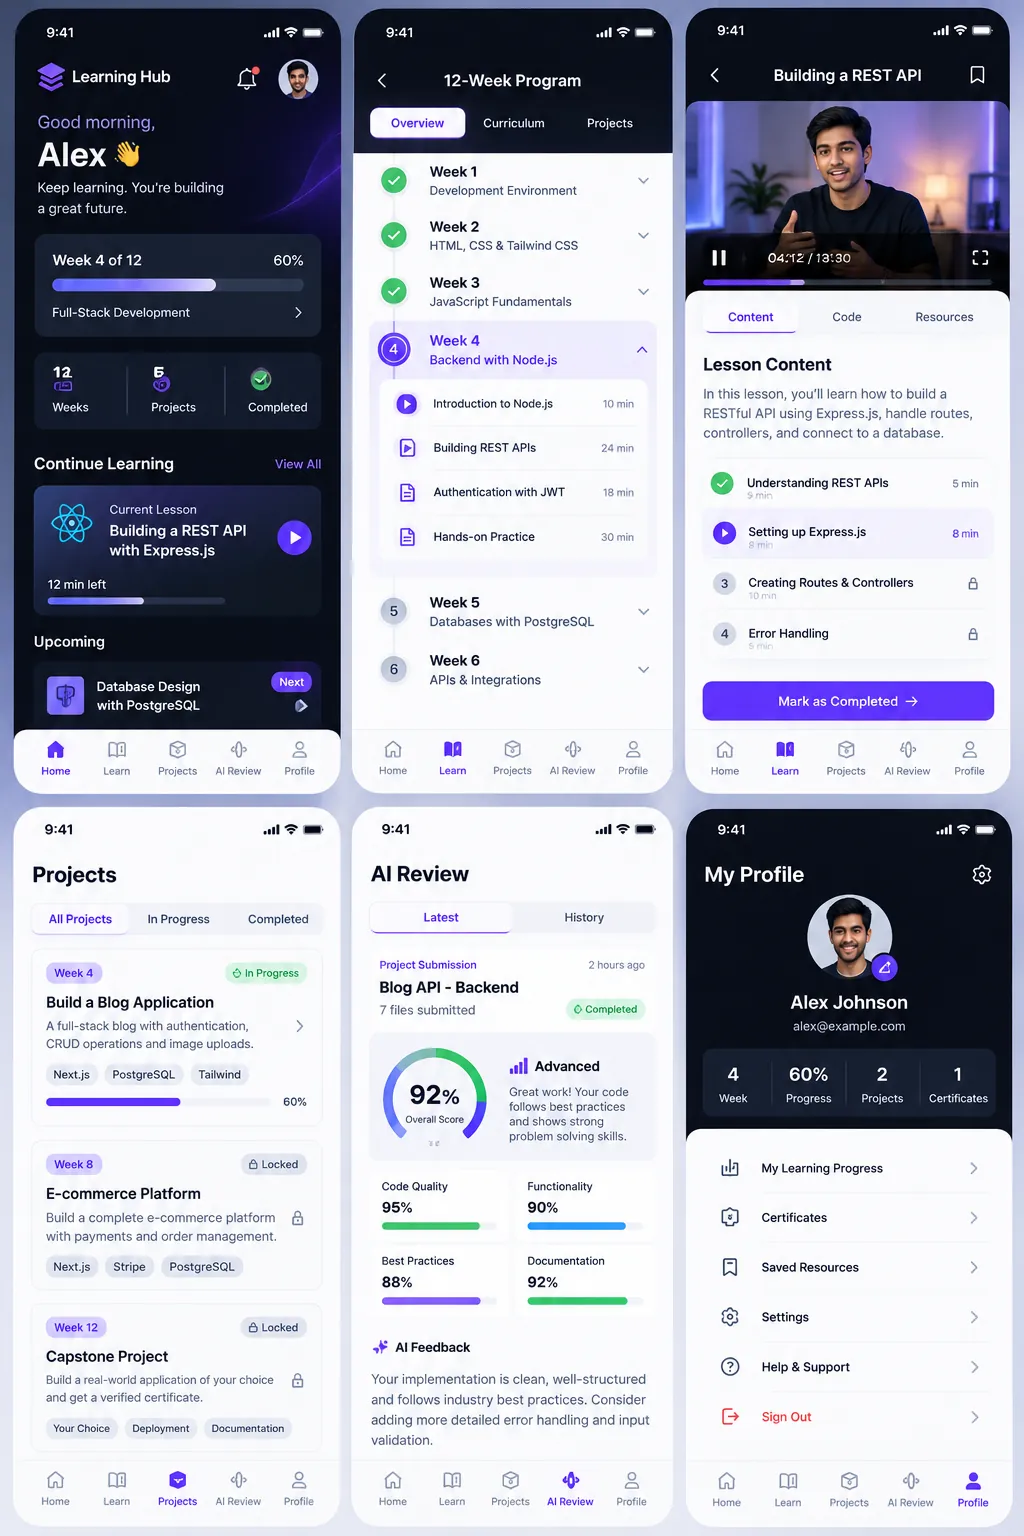 9:41
Learning Hub
Good morning,
Alex 👋
Keep learning. You're building
a great future.
Week 4 of 12
60%
Full-Stack Development
12
Weeks
Projects
Completed
Continue Learning
View All
Current Lesson
Building a REST API
with Express.js
12 min left
Upcoming
Database Design
with PostgreSQL
Next
Home
Learn
Projects
AI Review
Profile
9:41
12-Week Program
Overview
Curriculum
Projects
Week 1
Development Environment
Week 2
HTML, CSS & Tailwind CSS
Week 3
JavaScript Fundamentals
4
Week 4
Backend with Node.js
Introduction to Node.js
10 min
Building REST APIs
24 min
Authentication with JWT
18 min
Hands-on Practice
30 min
5
Week 5
Databases with PostgreSQL
6
Week 6
APIs & Integrations
Home
Learn
Projects
AI Review
Profile
9:41
Building a REST API
04:12 / 13:30
Content
Code
Resources
Lesson Content
In this lesson, you'll learn how to build a
RESTful API using Express.js, handle routes,
controllers, and connect to a database.
Understanding REST APIs
5 min
Setting up Express.js
8 min
8 min
3
Creating Routes & Controllers
10 min
4
Error Handling
Mark as Completed →
Home
Learn
Projects
AI Review
Profile
9:41
Projects
All Projects
In Progress
Completed
Week 4
In Progress
Build a Blog Application
A full-stack blog with authentication,
CRUD operations and image uploads.
Next.js
PostgreSQL
Tailwind
60%
Week 8
Locked
E-commerce Platform
Build a complete e-commerce platform
with payments and order management.
Next.js
Stripe
PostgreSQL
Week 12
Locked
Capstone Project
Build a real-world application of your choice
and get a verified certificate.
Your Choice
Deployment
Documentation
Home
Learn
Projects
AI Review
Profile
9:41
AI Review
Latest
History
Project Submission
2 hours ago
Blog API - Backend
7 files submitted
Completed
92%
Overall Score
Advanced
Great work! Your code
follows best practices
and shows strong
problem solving skills.
Code Quality
95%
Functionality
90%
Best Practices
88%
Documentation
92%
AI Feedback
Your implementation is clean, well-structured
and follows industry best practices. Consider
adding more detailed error handling and input
validation.
Home
Learn
Projects
AI Review
Profile
9:41
My Profile
Alex Johnson
alex@example.com
4
Week
60%
Progress
2
Projects
1
Certificates
My Learning Progress
Certificates
Saved Resources
Settings
Help & Support
Sign Out
Home
Learn
Projects
AI Review
Profile